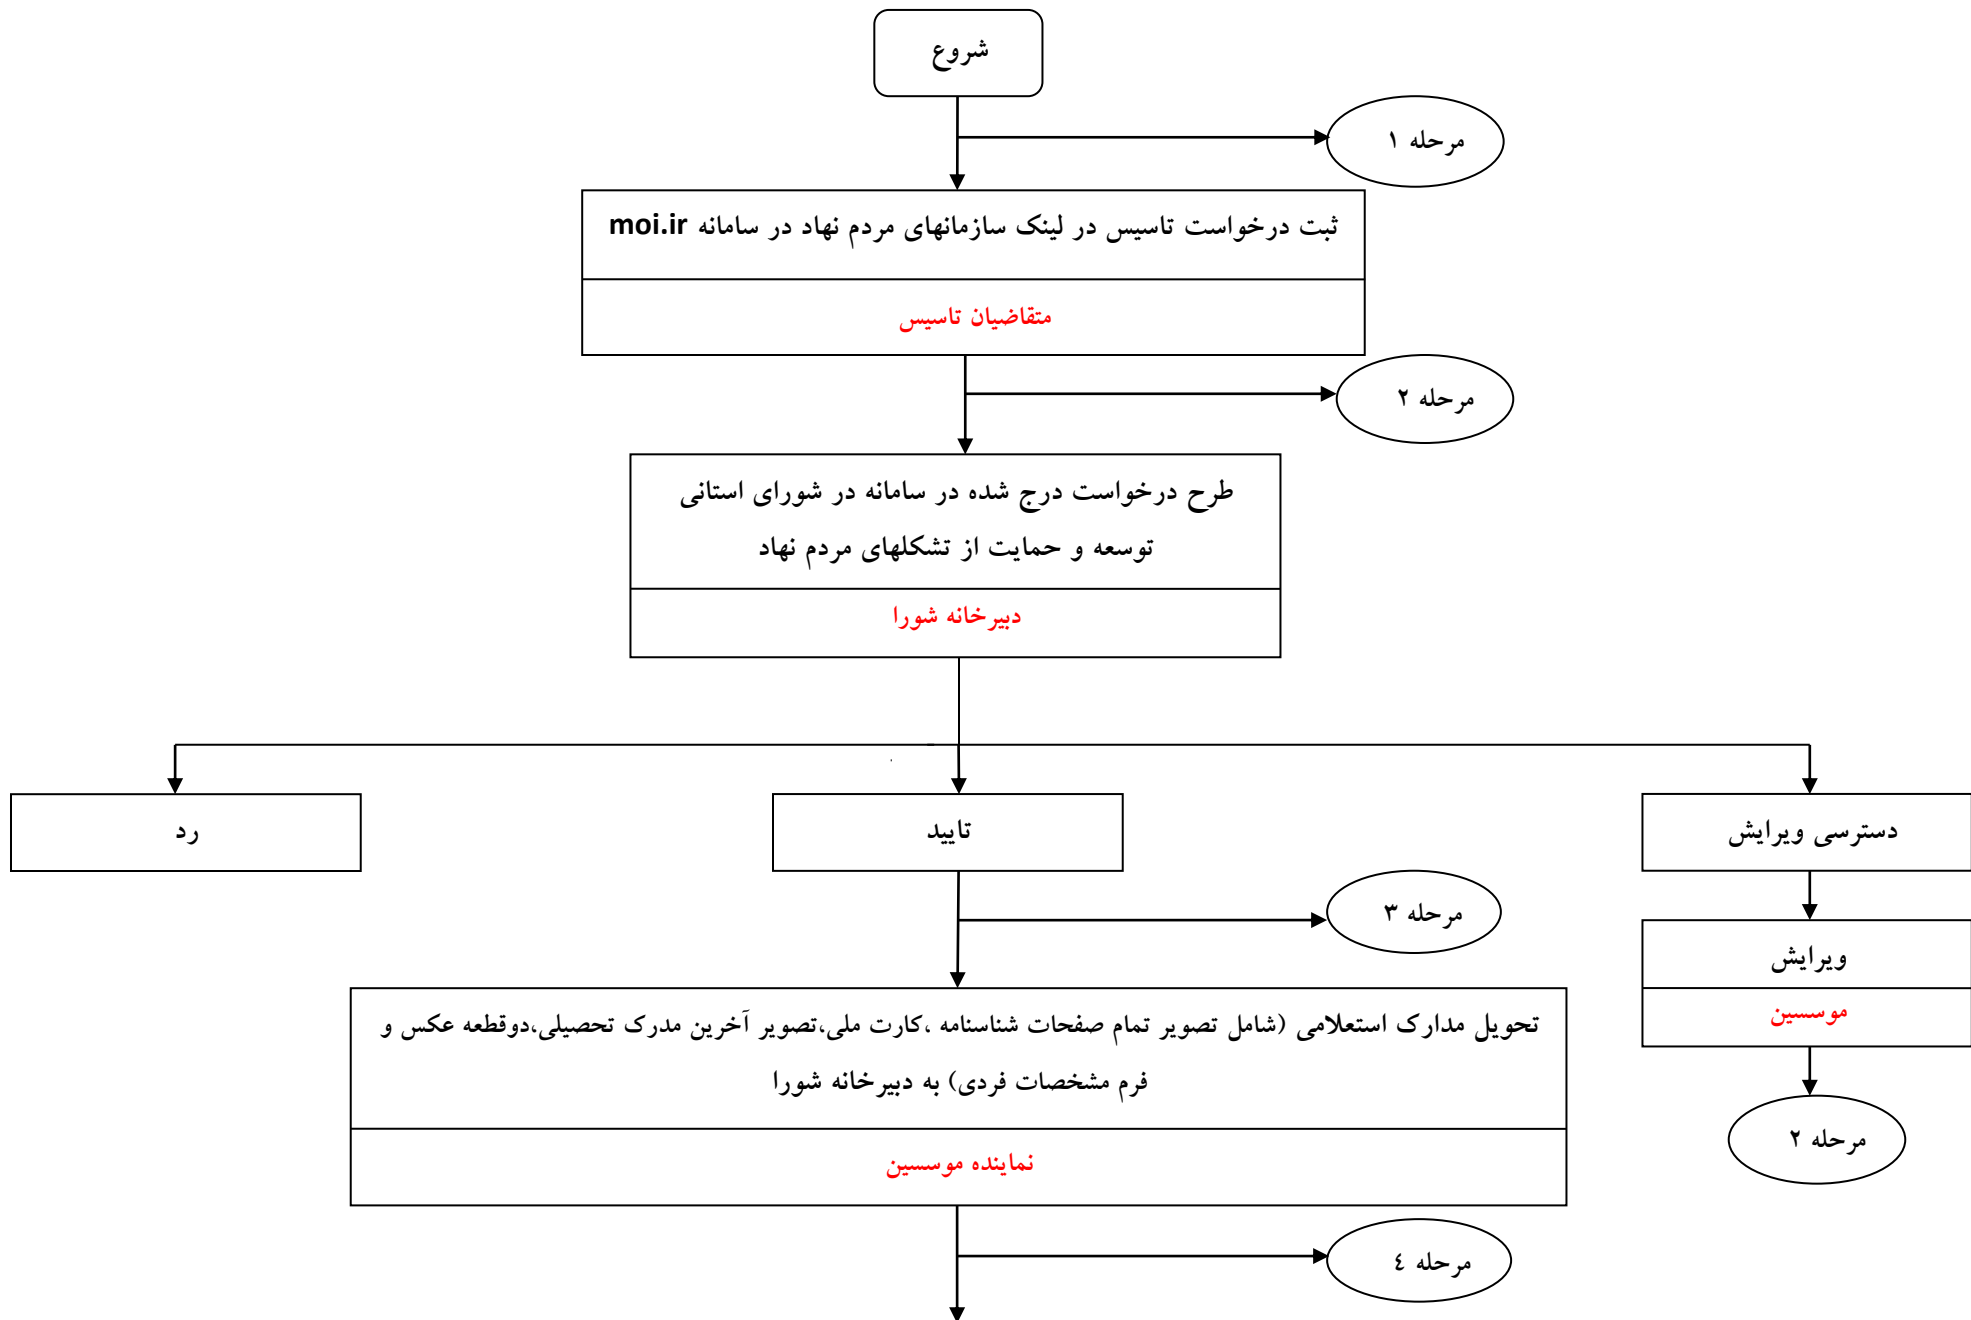 شروع
مرحله ۱
ثبت درخواست تاسیس در لینک سازمانهای مردم نهاد در سامانه moi.ir
متقاضیان تاسیس
مرحله ۲
طرح درخواست درج شده در سامانه در شورای استانی
توسعه و حمایت از تشکلهای مردم نهاد
دبیرخانه شورا
دسترسی ویرایش
تایید
رد
مرحله ۳
ویرایش
موسسین
تحویل مدارک استعلامی (شامل تصویر تمام صفحات شناسنامه ،کارت ملی،تصویر آخرین مدرک تحصیلی،دوقطعه عکس و
فرم مشخصات فردی) به دبیرخانه شورا
نماینده موسسین
مرحله ۲
مرحله ٤